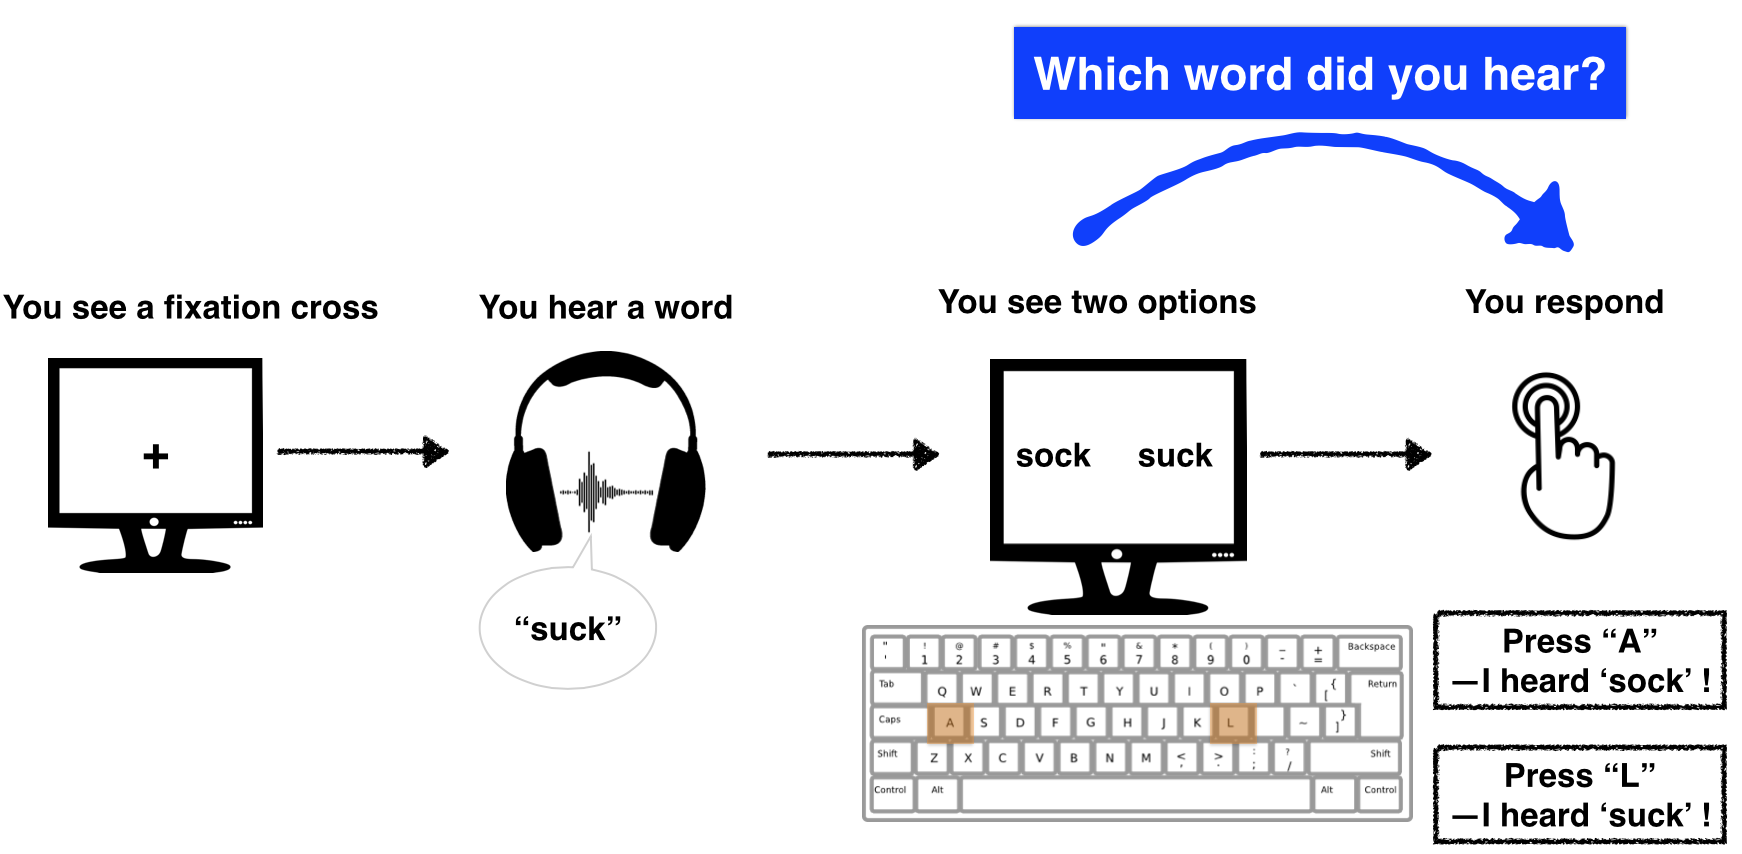 Which word did you hear?
You see a fixation cross
You hear a word
You see two options
You respond
+
sock suck
“suck”
" '
! 1
@ 2
# 3
$ 4
% 5
" 6
& 7
* 8
( 9
) 0
_ -
+ =
Backspace
Tab Q W E R T Y U I O P ` { [ Return
Caps A S D F G H J K L ~ } ]
Shift Z X C V B N M < , > . : ; ? / Shift
Control Alt Alt Control
Press “A”
—I heard ‘sock’ !
Press “L”
—I heard ‘suck’ !